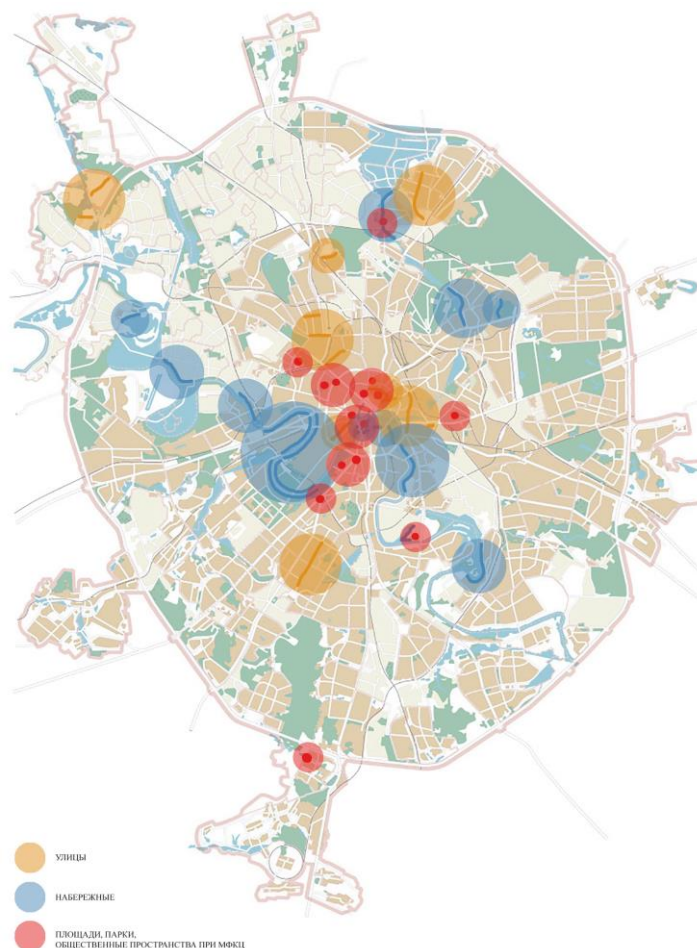 УЛИЦЫ
НАБЕРЕЖНЫЕ
ПЛОЩАДИ, ПАРКИ,
ОБЩЕСТВЕННЫЕ ПРОСТРАНСТВА ПРИ МФКЦ